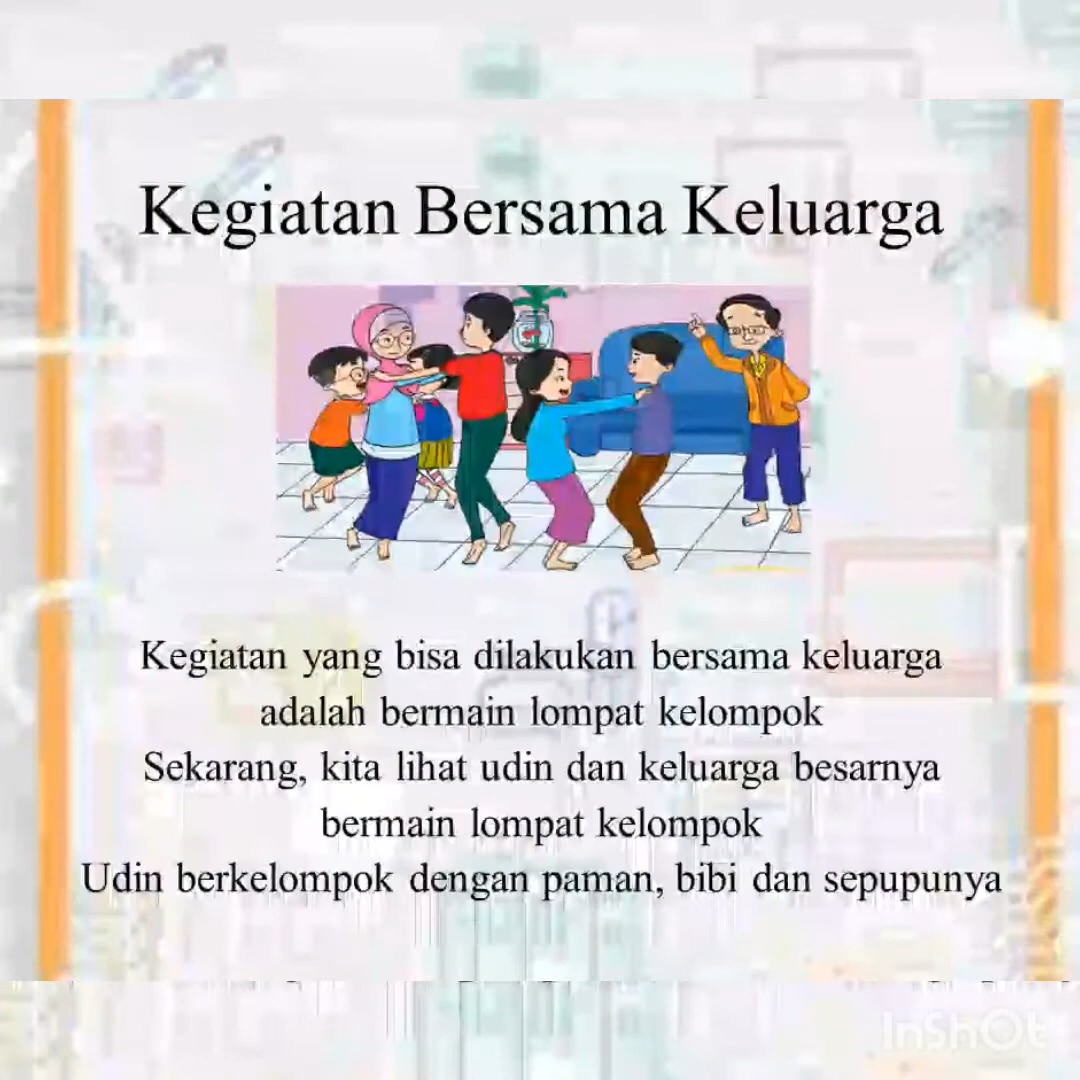 Kegiatan Bersama Keluarga
Kegiatan yang bisa dilakukan bersama keluarga
adalah bermain lompat kelompok
Sekarang, kita lihat udin dan keluarga besarnya
bermain lompat kelompok
Udin berkelompok dengan paman, bibi dan sepupunya
InShOt